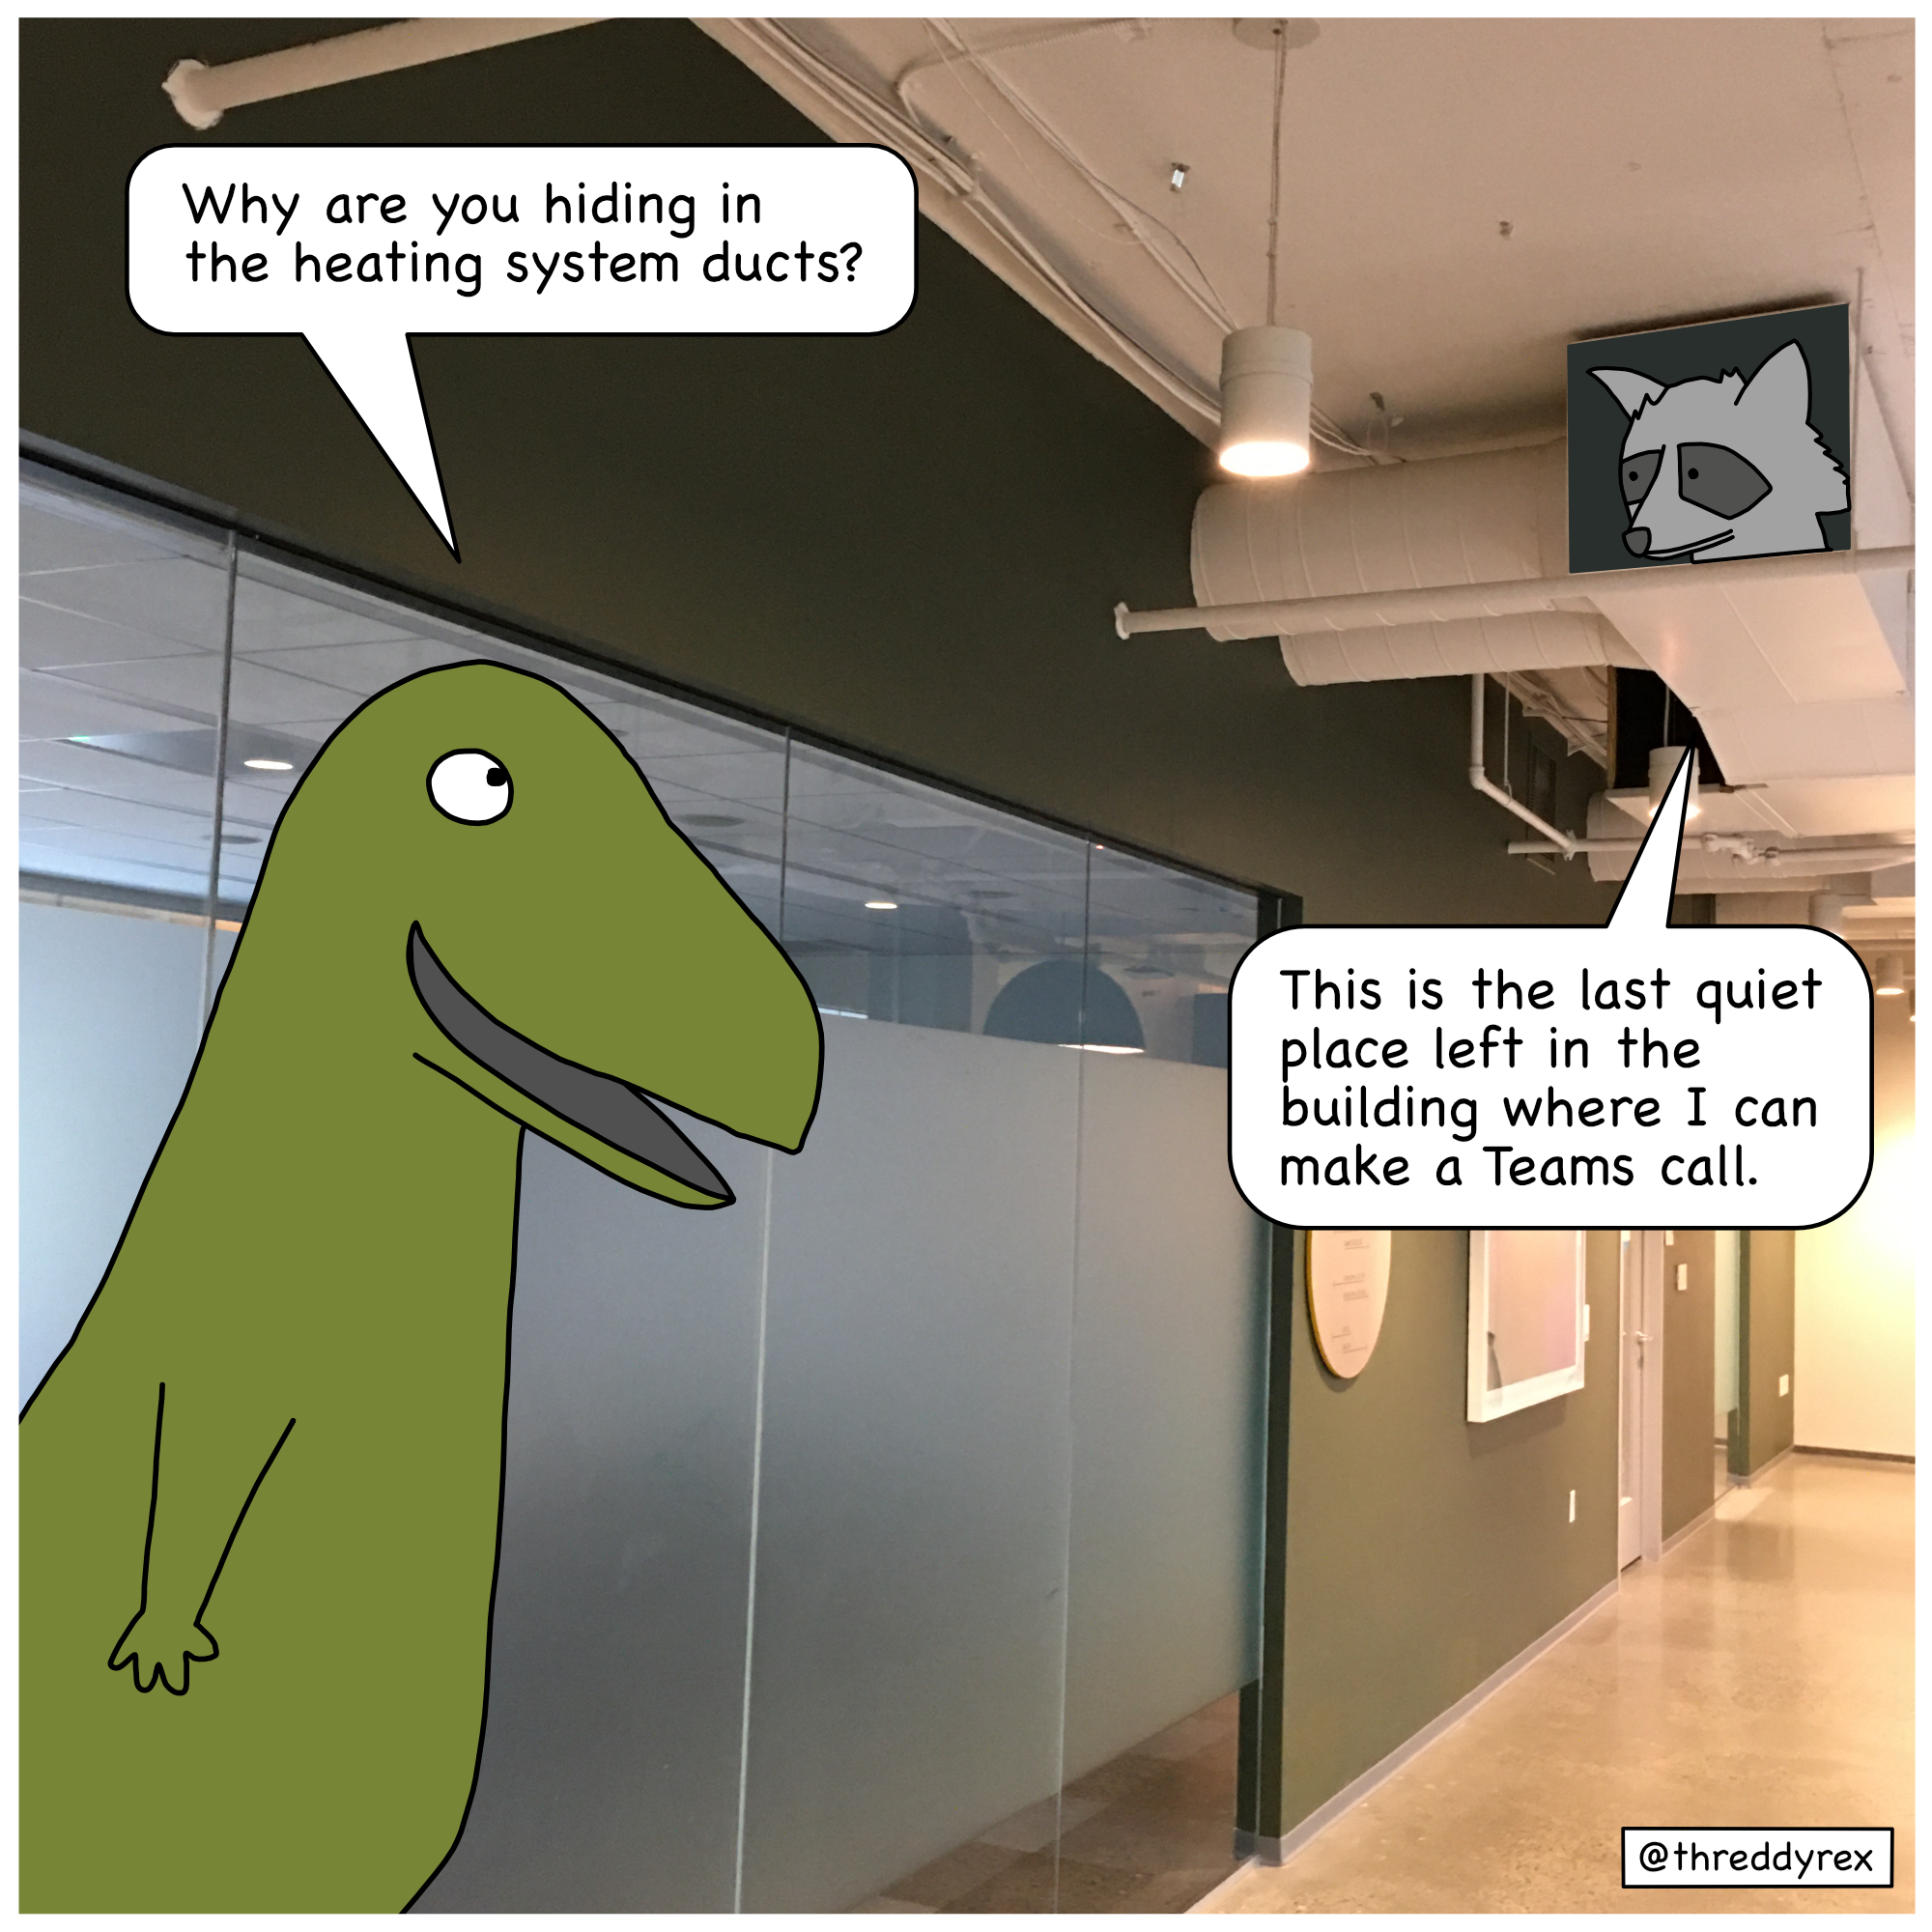 Why are you hiding in
the heating system ducts?
This is the last quiet
place left in the
building where I can
make a Teams call.
@threddyrex